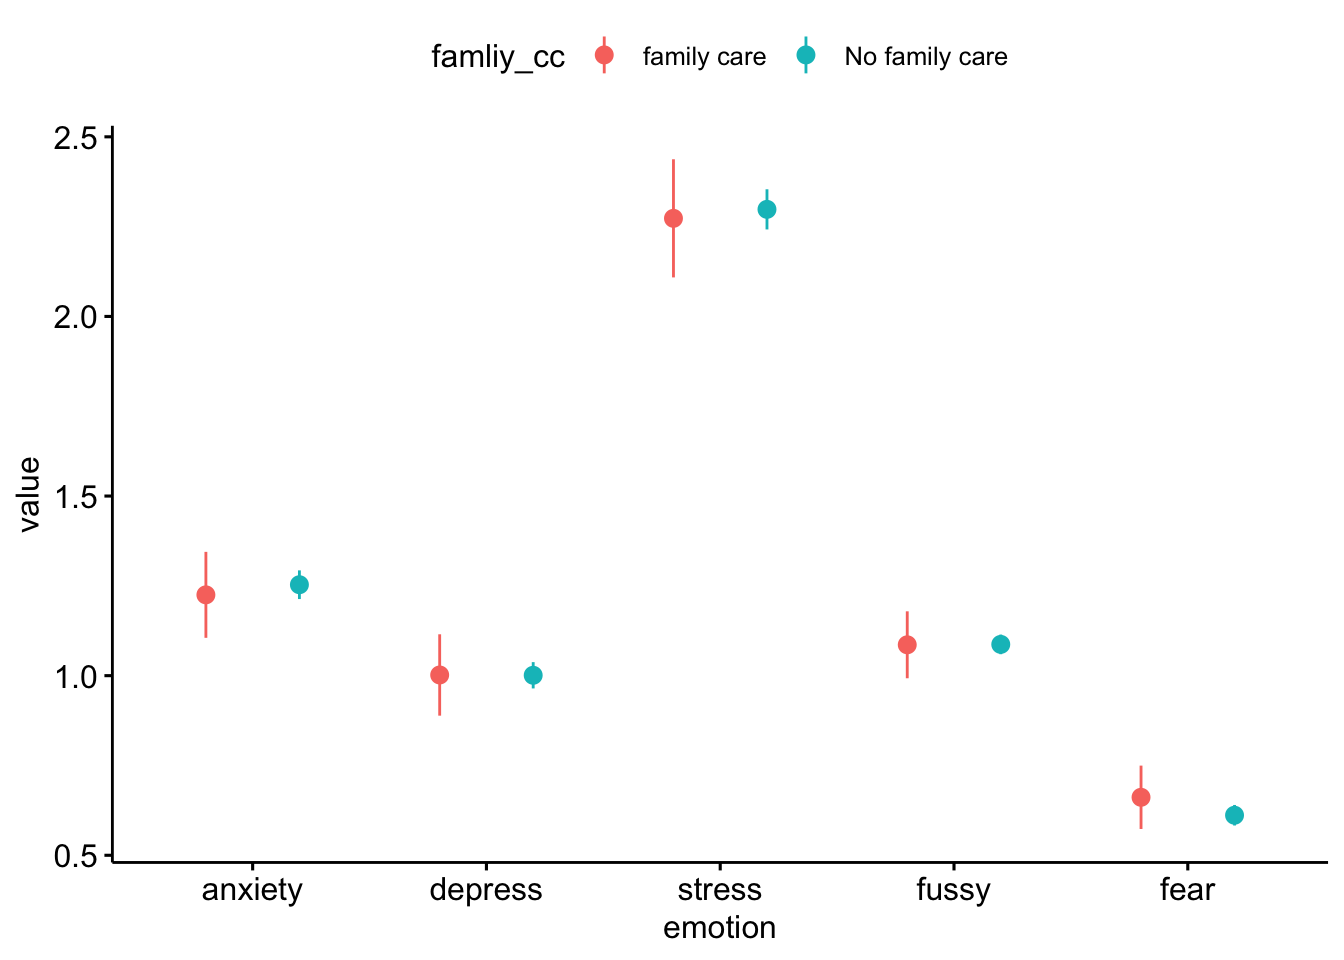 famliy_cc family care No family care
2.5
2.0
1.5
1.0
0.5
value
anxiety depress stress fussy fear
emotion